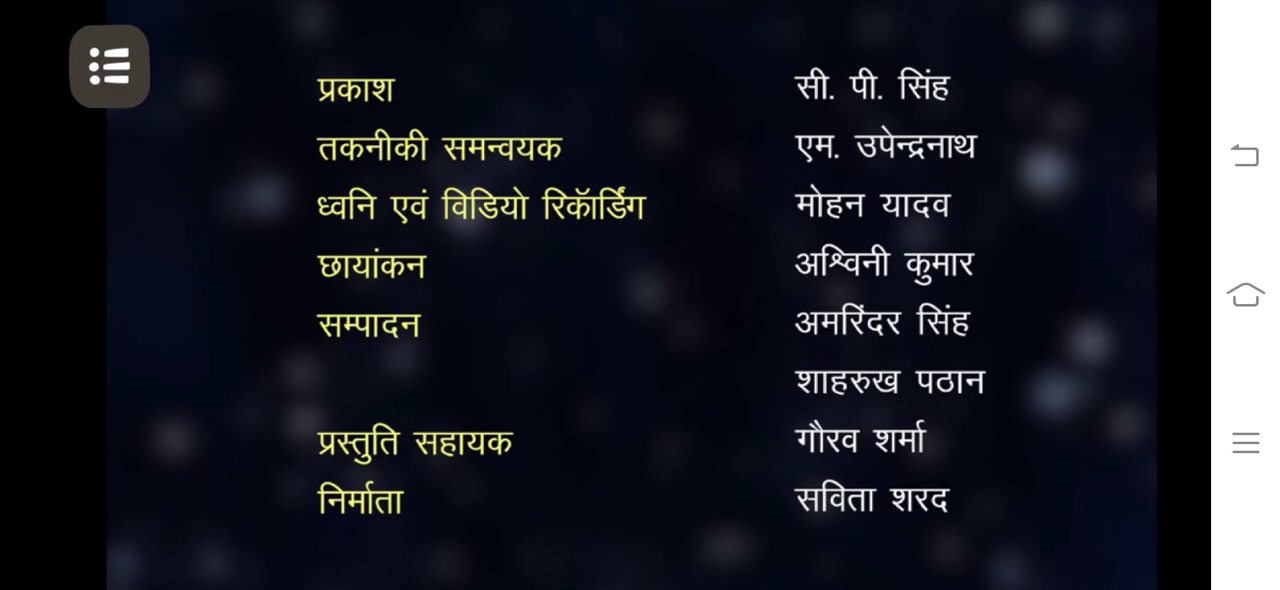 प्रकाश सी. पी. सिंह
तकनीकी समन्वयक एम. उपेन्द्रनाथ
ध्वनि एवं विडियो रिकॉर्डिंग मोहन यादव
छायांकन अश्विनी कुमार
सम्पादन अमरिंदर सिंह
शाहरुख पठान
प्रस्तुति सहायक गौरव शर्मा
निर्माता सविता शरद